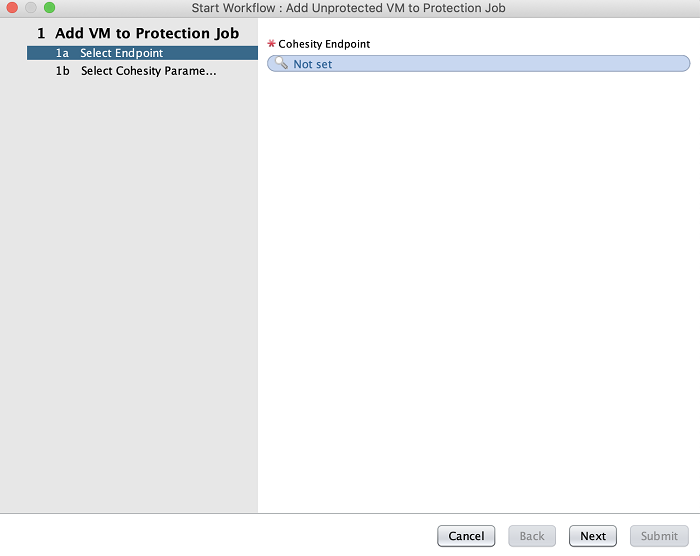 Start Workflow : Add Unprotected VM to Protection Job
1 Add VM to Protection Job
1a Select Endpoint
1b Select Cohesity Parame...
* Cohesity Endpoint
Not set
Cancel Back Next Submit